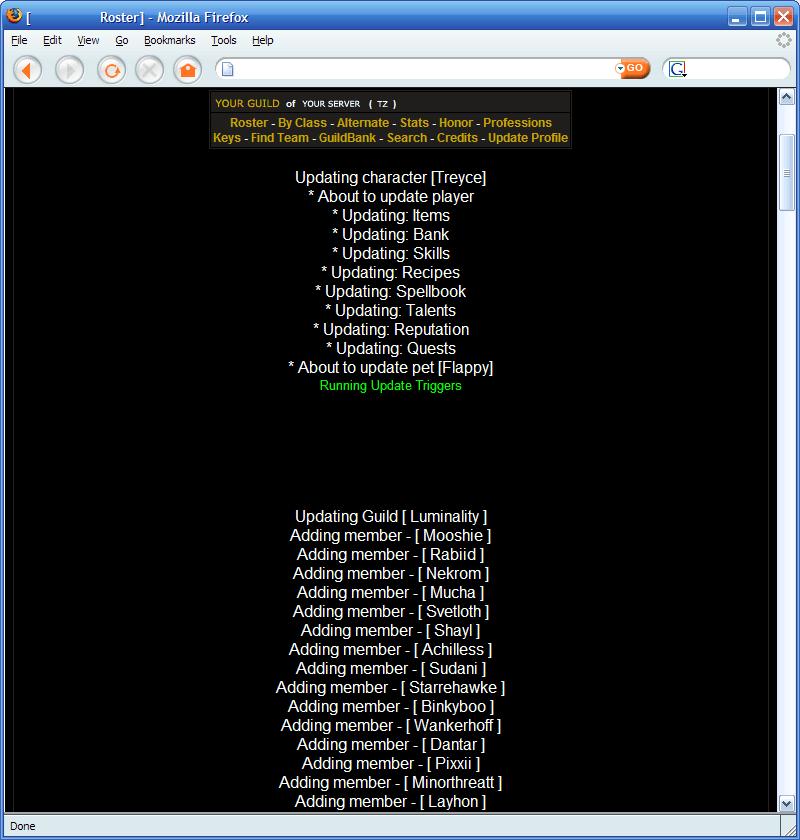 [ Roster] - Mozilla Firefox
File Edit View Go Bookmarks Tools Help
GO
G
YOUR GUILD of YOUR SERVER ( TZ )
Roster - By Class - Alternate - Stats - Honor - Professions
Keys - Find Team - GuildBank - Search - Credits - Update Profile
Updating character [Treyce]
* About to update player
* Updating: Items
* Updating: Bank
* Updating: Skills
* Updating: Recipes
* Updating: Spellbook
* Updating: Talents
* Updating: Reputation
* Updating: Quests
* About to update pet [Flappy]
Running Update Triggers
Updating Guild [ Luminality ]
Adding member - [ Mooshie ]
Adding member - [ Rabiid ]
Adding member - [ Nekrom ]
Adding member - [ Mucha ]
Adding member - [ Svetloth ]
Adding member - [ Shayl ]
Adding member - [ Achilless ]
Adding member - [ Sudani ]
Adding member - [ Starrehawke ]
Adding member - [ Binkyboo ]
Adding member - [ Wankerhoff ]
Adding member - [ Dantar ]
Adding member - [ Pixxii ]
Adding member - [ Minorthreatt ]
Adding member - [ Layhon ]
Done